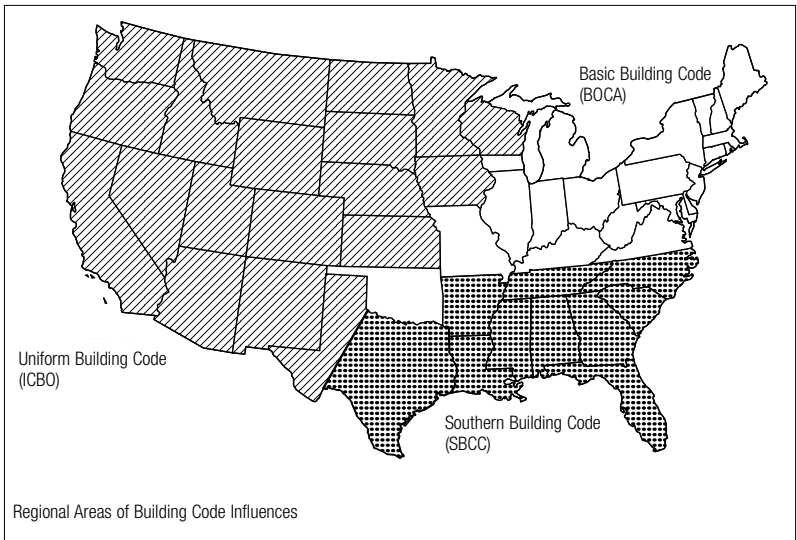 Basic Building Code
(BOCA)
Uniform Building Code
(ICBO)
Southern Building Code
(SBCC)
Regional Areas of Building Code Influences